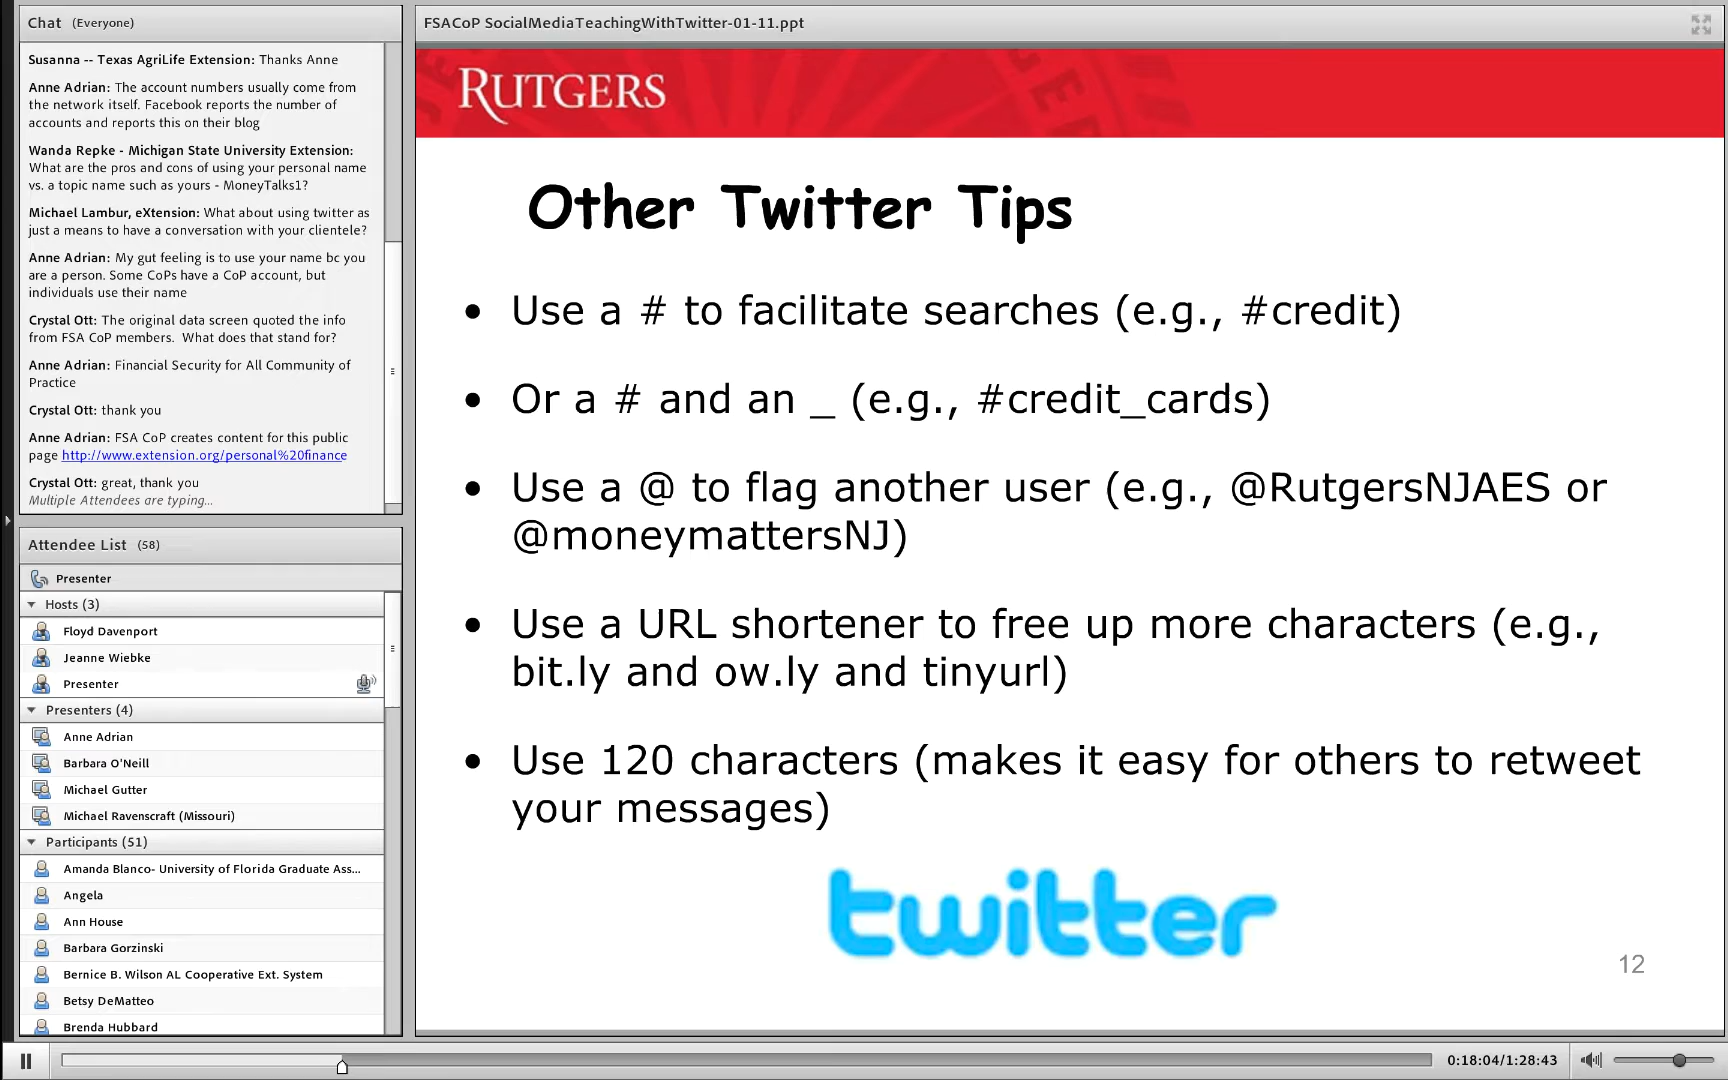 Chat (Everyone)
Susanna -- Texas AgriLife Extension: Thanks Anne
Anne Adrian: The account numbers usually come from
the network itself. Facebook reports the number of
accounts and reports this on their blog
Wanda Repke - Michigan State University Extension:
What are the pros and cons of using your personal name
vs. a topic name such as yours - MoneyTalks1?
Michael Lambur, eXtension: What about using twitter as
just a means to have a conversation with your clientele?
Anne Adrian: My gut feeling is to use your name bc you
are a person. Some CoPs have a CoP account, but
individuals use their name
Crystal Ott: The original data screen quoted the info
from FSA CoP members. What does that stand for?
Anne Adrian: Financial Security for All Community of
Practice
Crystal Ott: thank you
Anne Adrian: FSA CoP creates content for this public
page http://www.extension.org/personal%20finance
Crystal Ott: great, thank you
Multiple Attendees are typing...
Attendee List (58)
Presenter
Hosts (3)
Floyd Davenport
Jeanne Wiebke
Presenter
Presenters (4)
Anne Adrian
Barbara O'Neill
Michael Gutter
Michael Ravenscraft (Missouri)
Participants (51)
Amanda Blanco- University of Florida Graduate Ass...
Angela
Ann House
Barbara Gorzinski
Bernice B. Wilson AL Cooperative Ext. System
Betsy DeMatteo
Brenda Hubbard
FSACoP SocialMediaTeachingWithTwitter-01-11.ppt
RUTGERS
Other Twitter Tips
• Use a # to facilitate searches (e.g., #credit)
• Or a # and an _ (e.g., #credit_cards)
• Use a @ to flag another user (e.g., @RutgersNJAES or
@moneymattersNJ)
• Use a URL shortener to free up more characters (e.g.,
bit.ly and ow.ly and tinyurl)
• Use 120 characters (makes it easy for others to retweet
your messages)
twitter
12
0:18:04/1:28:43